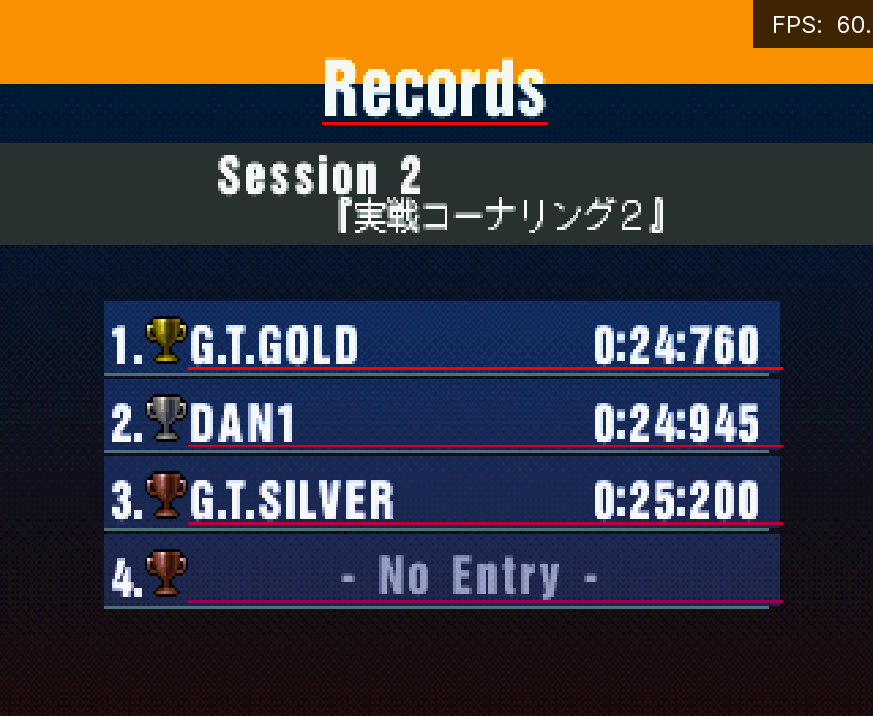 FPS: 60.
Records
Session 2
『実戦コーナリング２』
1. G.T.GOLD 0:24:760
2. DAN1 0:24:945
3. G.T.SILVER 0:25:200
4. - No Entry -